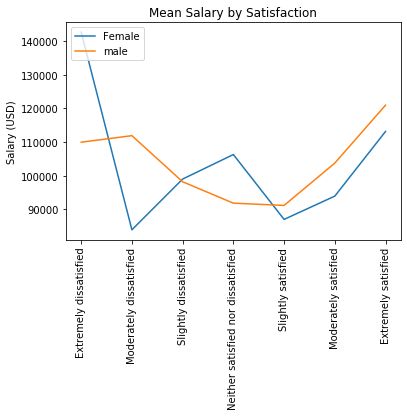 Mean Salary by Satisfaction
Female
male
140000
130000
120000
110000
100000
90000
Salary (USD)
Extremely dissatisfied
Moderately dissatisfied
Slightly dissatisfied
Neither satisfied nor dissatisfied
Slightly satisfied
Moderately satisfied
Extremely satisfied